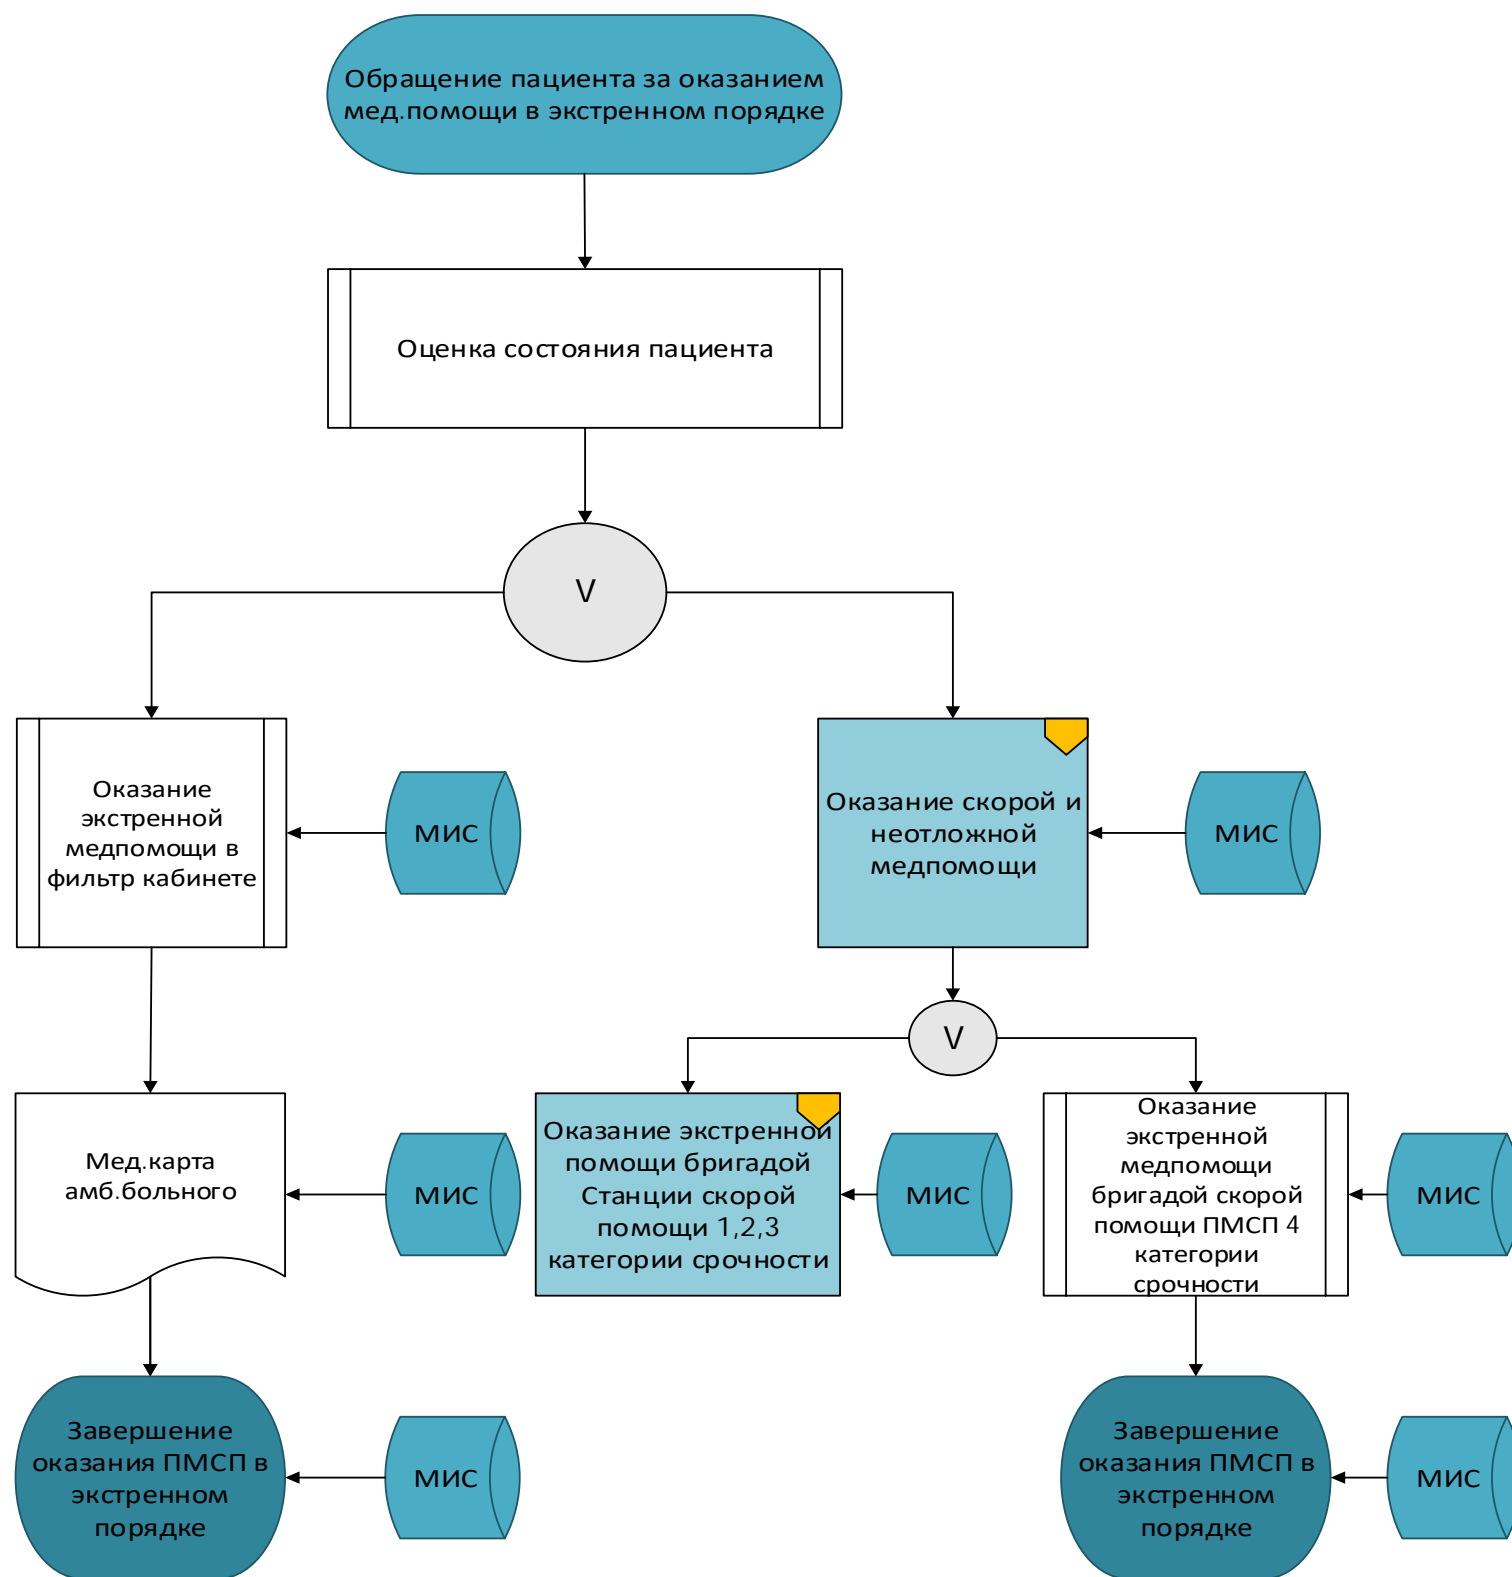 Обращение пациента за оказанием
мед.помощи в экстренном порядке
Оценка состояния пациента
V
Оказание
экстренной
медпомощи в
фильтр кабинете
МИС
Оказание скорой и
неотложной
медпомощи
МИС
V
Мед.карта
амб.больного
МИС
Оказание экстренной
помощи бригадой
Станции скорой
помощи 1,2,3
категории срочности
МИС
Оказание
экстренной
медпомощи
бригадой скорой
помощи ПМСП 4
категории
срочности
МИС
Завершение
оказания ПМСП в
экстренном
порядке
МИС
Завершение
оказания ПМСП в
экстренном
порядке
МИС